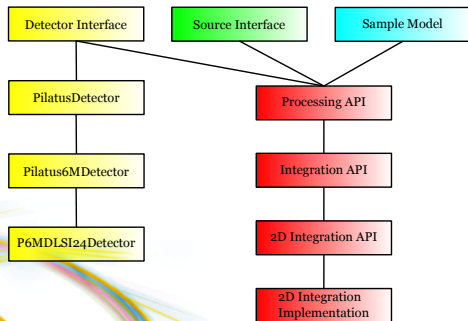 Detector Interface
Source Interface
Sample Model
PilatusDetector
Processing API
Pilatus6MDetector
Integration API
P6MDLSI24Detector
2D Integration API
2D Integration
Implementation